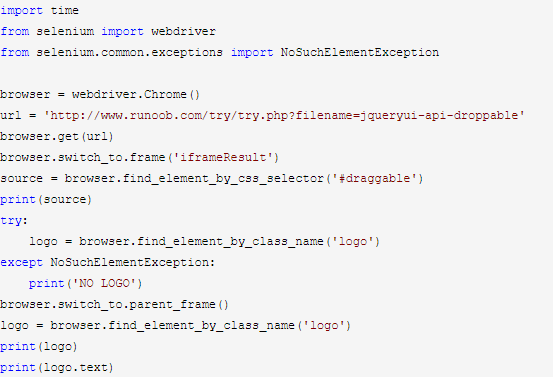 import time
from selenium import webdriver
from selenium.common.exceptions import NoSuchElementException

browser = webdriver.Chrome()
url = 'http://www.runoob.com/try/try.php?filename=jqueryui-api-droppable'
browser.get(url)
browser.switch_to.frame('iframeResult')
source = browser.find_element_by_css_selector('#draggable')
print(source)
try:
    logo = browser.find_element_by_class_name('logo')
except NoSuchElementException:
    print('NO LOGO')
browser.switch_to.parent_frame()
logo = browser.find_element_by_class_name('logo')
print(logo)
print(logo.text)